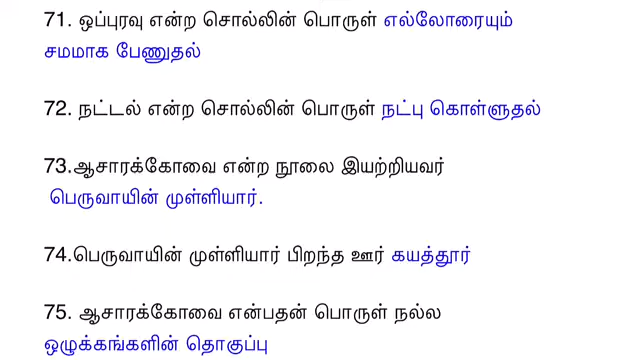 71. ஒப்புரவு என்ற சொல்லின் பொருள் எல்லோரையும்
சமமாக பேணுதல்
72. நட்டல் என்ற சொல்லின் பொருள் நட்பு கொள்ளுதல்
73.ஆசாரக்கோவை என்ற நூலை இயற்றியவர்
பெருவாயின் முள்ளியார்.
74.பெருவாயின் முள்ளியார் பிறந்த ஊர் கயத்தூர்
75. ஆசாரக்கோவை என்பதன் பொருள் நல்ல
ஒழுக்கங்களின் தொகுப்பு